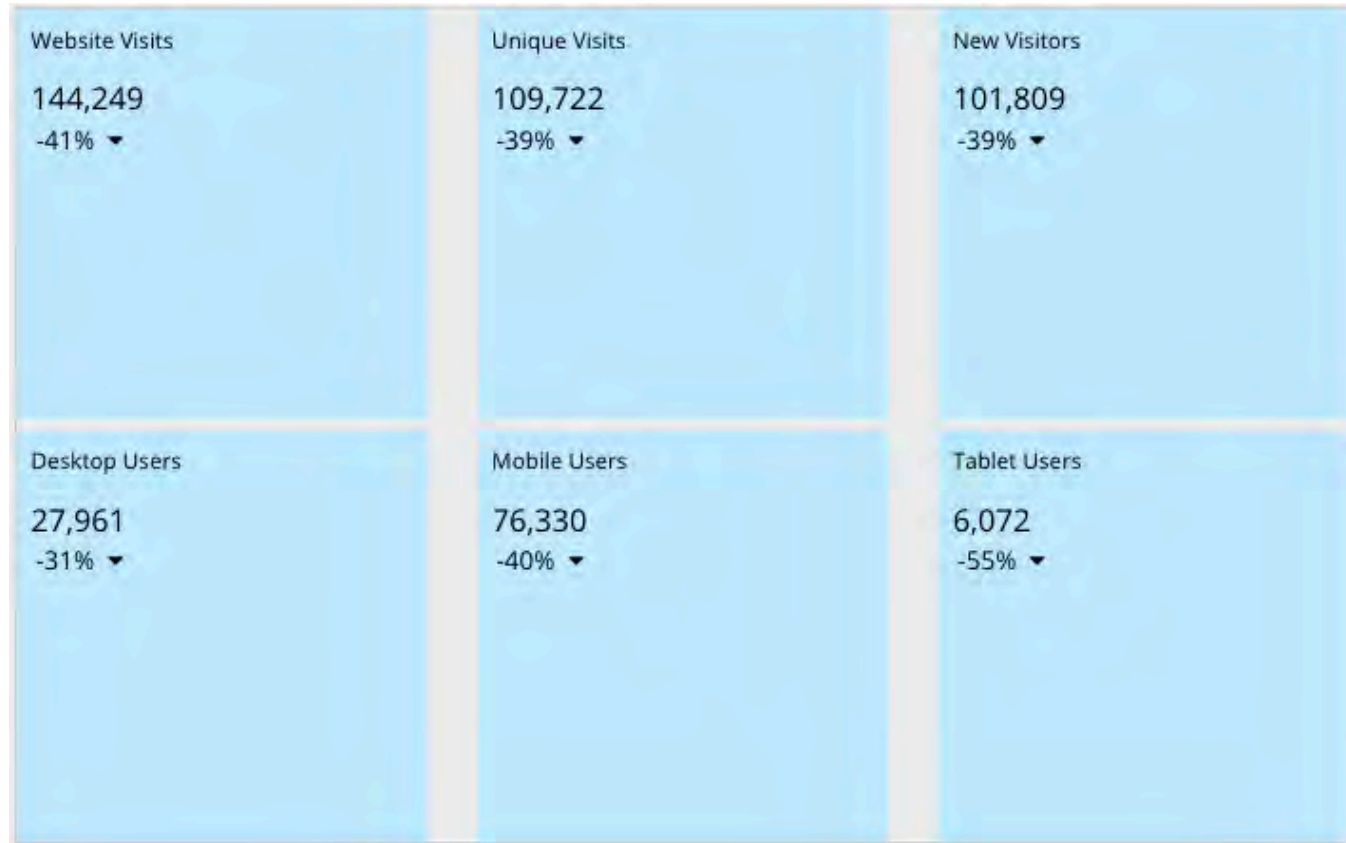 Website Visits
144,249
-41%
Unique Visits
109,722
-39%
New Visitors
101,809
-39%
Desktop Users
27,961
-31%
Mobile Users
76,330
-40%
Tablet Users
6,072
-55%